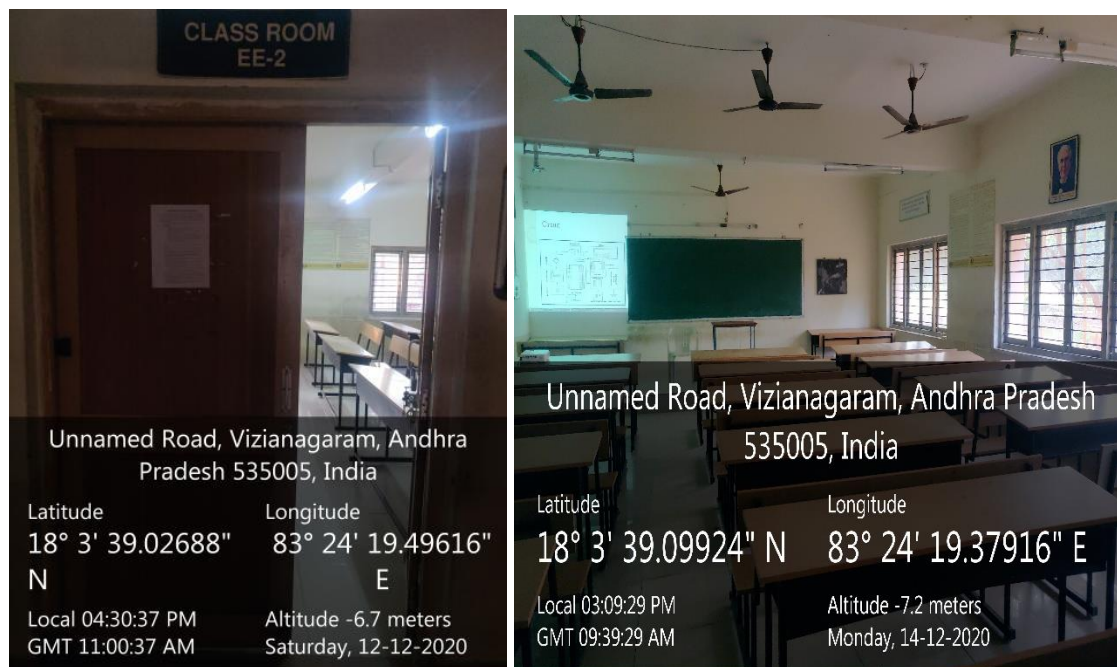 CLASS ROOM
EE-2
Unnamed Road, Vizianagaram, Andhra
Pradesh 535005, India
Latitude
Longitude
18° 3' 39.02688"
N
83° 24' 19.49616"
E
Local 04:30:37 PM
GMT 11:00:37 AM
Altitude -6.7 meters
Saturday, 12-12-2020
Unnamed Road, Vizianagaram, Andhra Pradesh
535005, India
Latitude
Longitude
18° 3' 39.09924" N
83° 24' 19.37916" E
Local 03:09:29 PM
GMT 09:39:29 AM
Altitude -7.2 meters
Monday, 14-12-2020